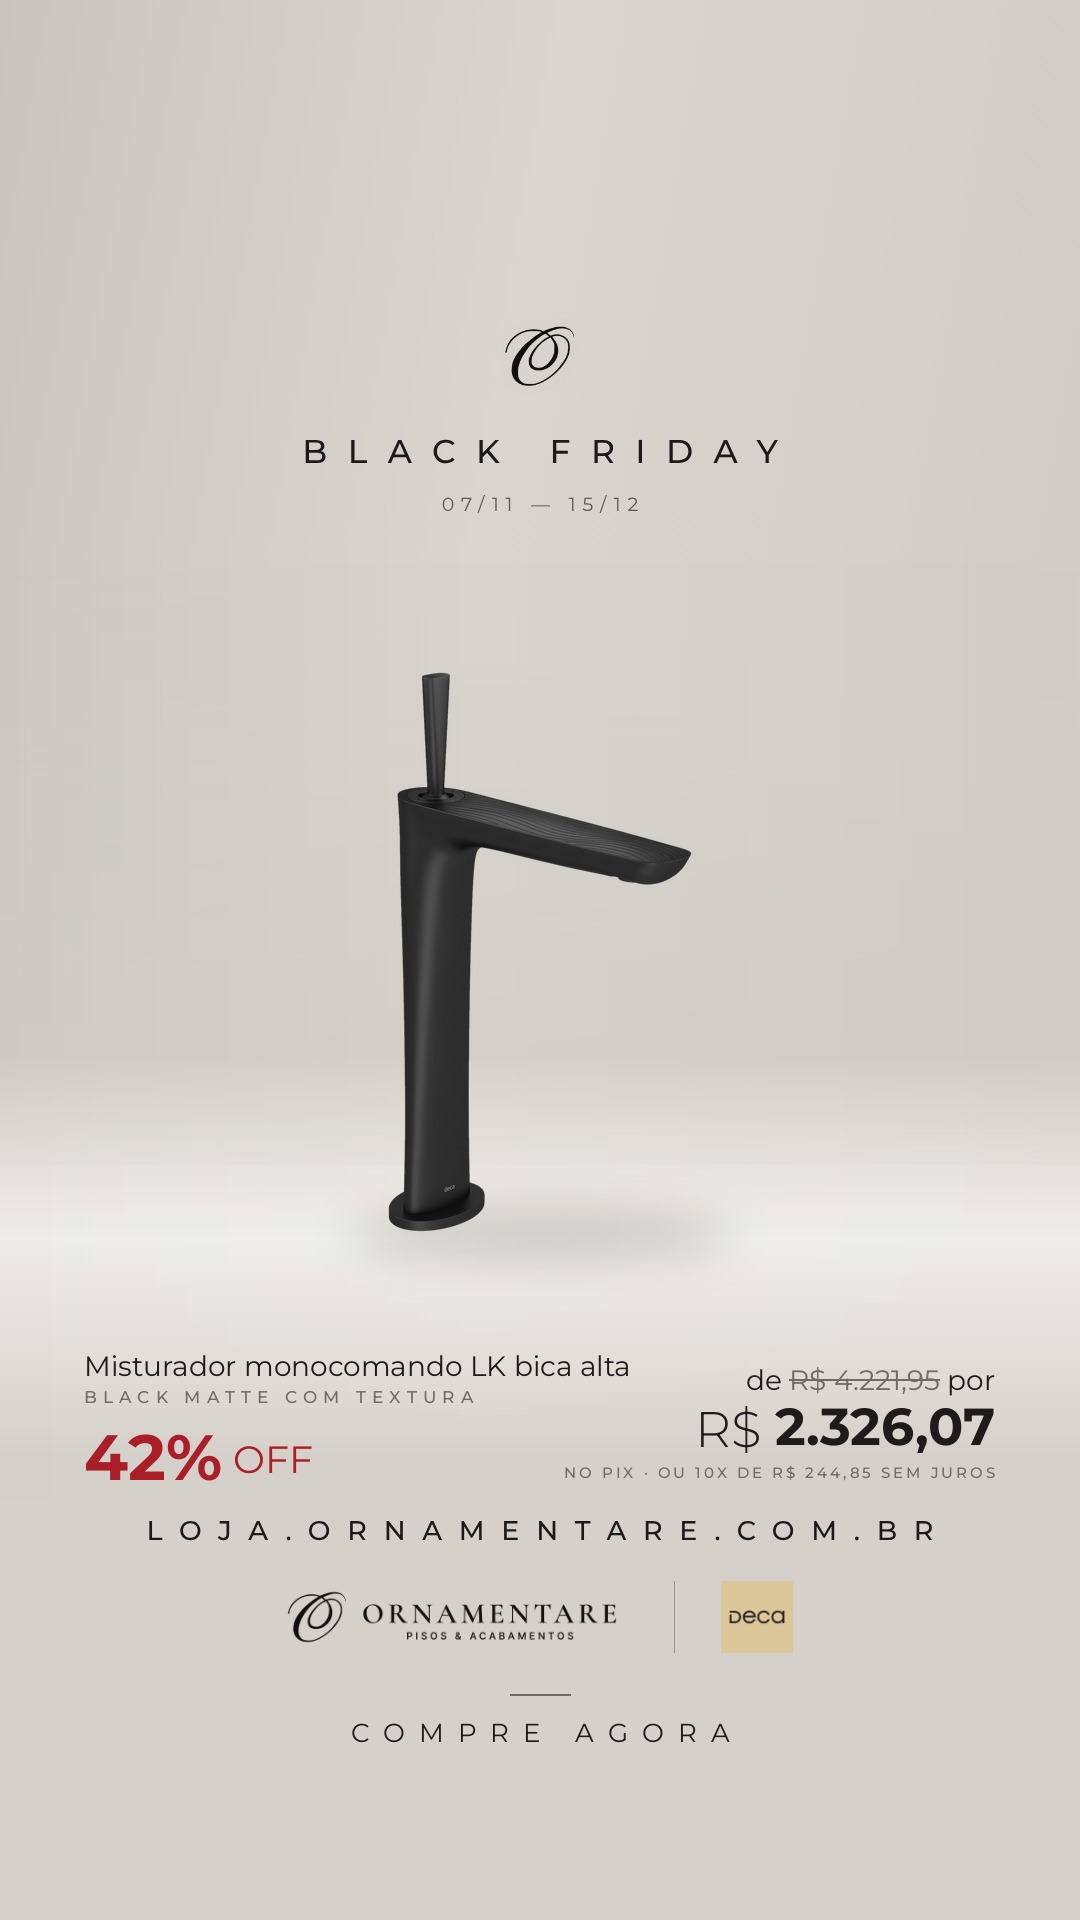 O
BLACK FRIDAY
07/11 — 15/12
deca
Misturador monocomando LK bica alta
BLACK MATTE COM TEXTURA
42% OFF
de R$ 4.221,95 por
R$ 2.326,07
NO PIX · OU 10X DE R$ 244,85 SEM JUROS
LOJA.ORNAMENTARE.COM.BR
O ORNAMENTARE
PISOS & ACABAMENTOS
Deca
COMPRE AGORA